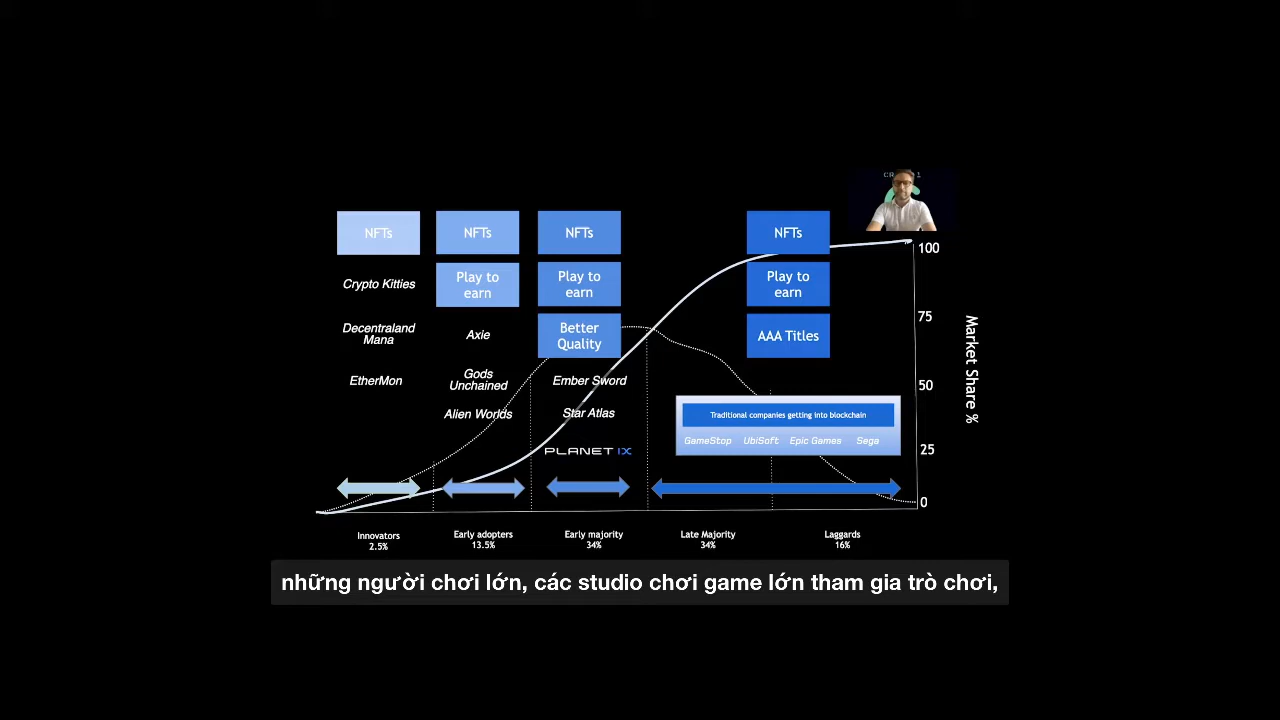 CR
1
NFTs
NFTs
NFTs
NFTs
100
Crypto Kitties
Play to
earn
Play to
earn
Play to
earn
75
Decentraland
Mana
Axie
Better
Quality
AAA Titles
Market Share %
EtherMon
Gods
Unchained
Ember Sword
50
Alien Worlds
Star Atlas
Traditional companies getting into blockchain
GameStop UbiSoft Epic Games Sega
PLANET IX
25
0
Innovators
2.5%
Early adopters
13.5%
Early majority
34%
Late Majority
34%
Laggards
16%
những người chơi lớn, các studio chơi game lớn tham gia trò chơi,